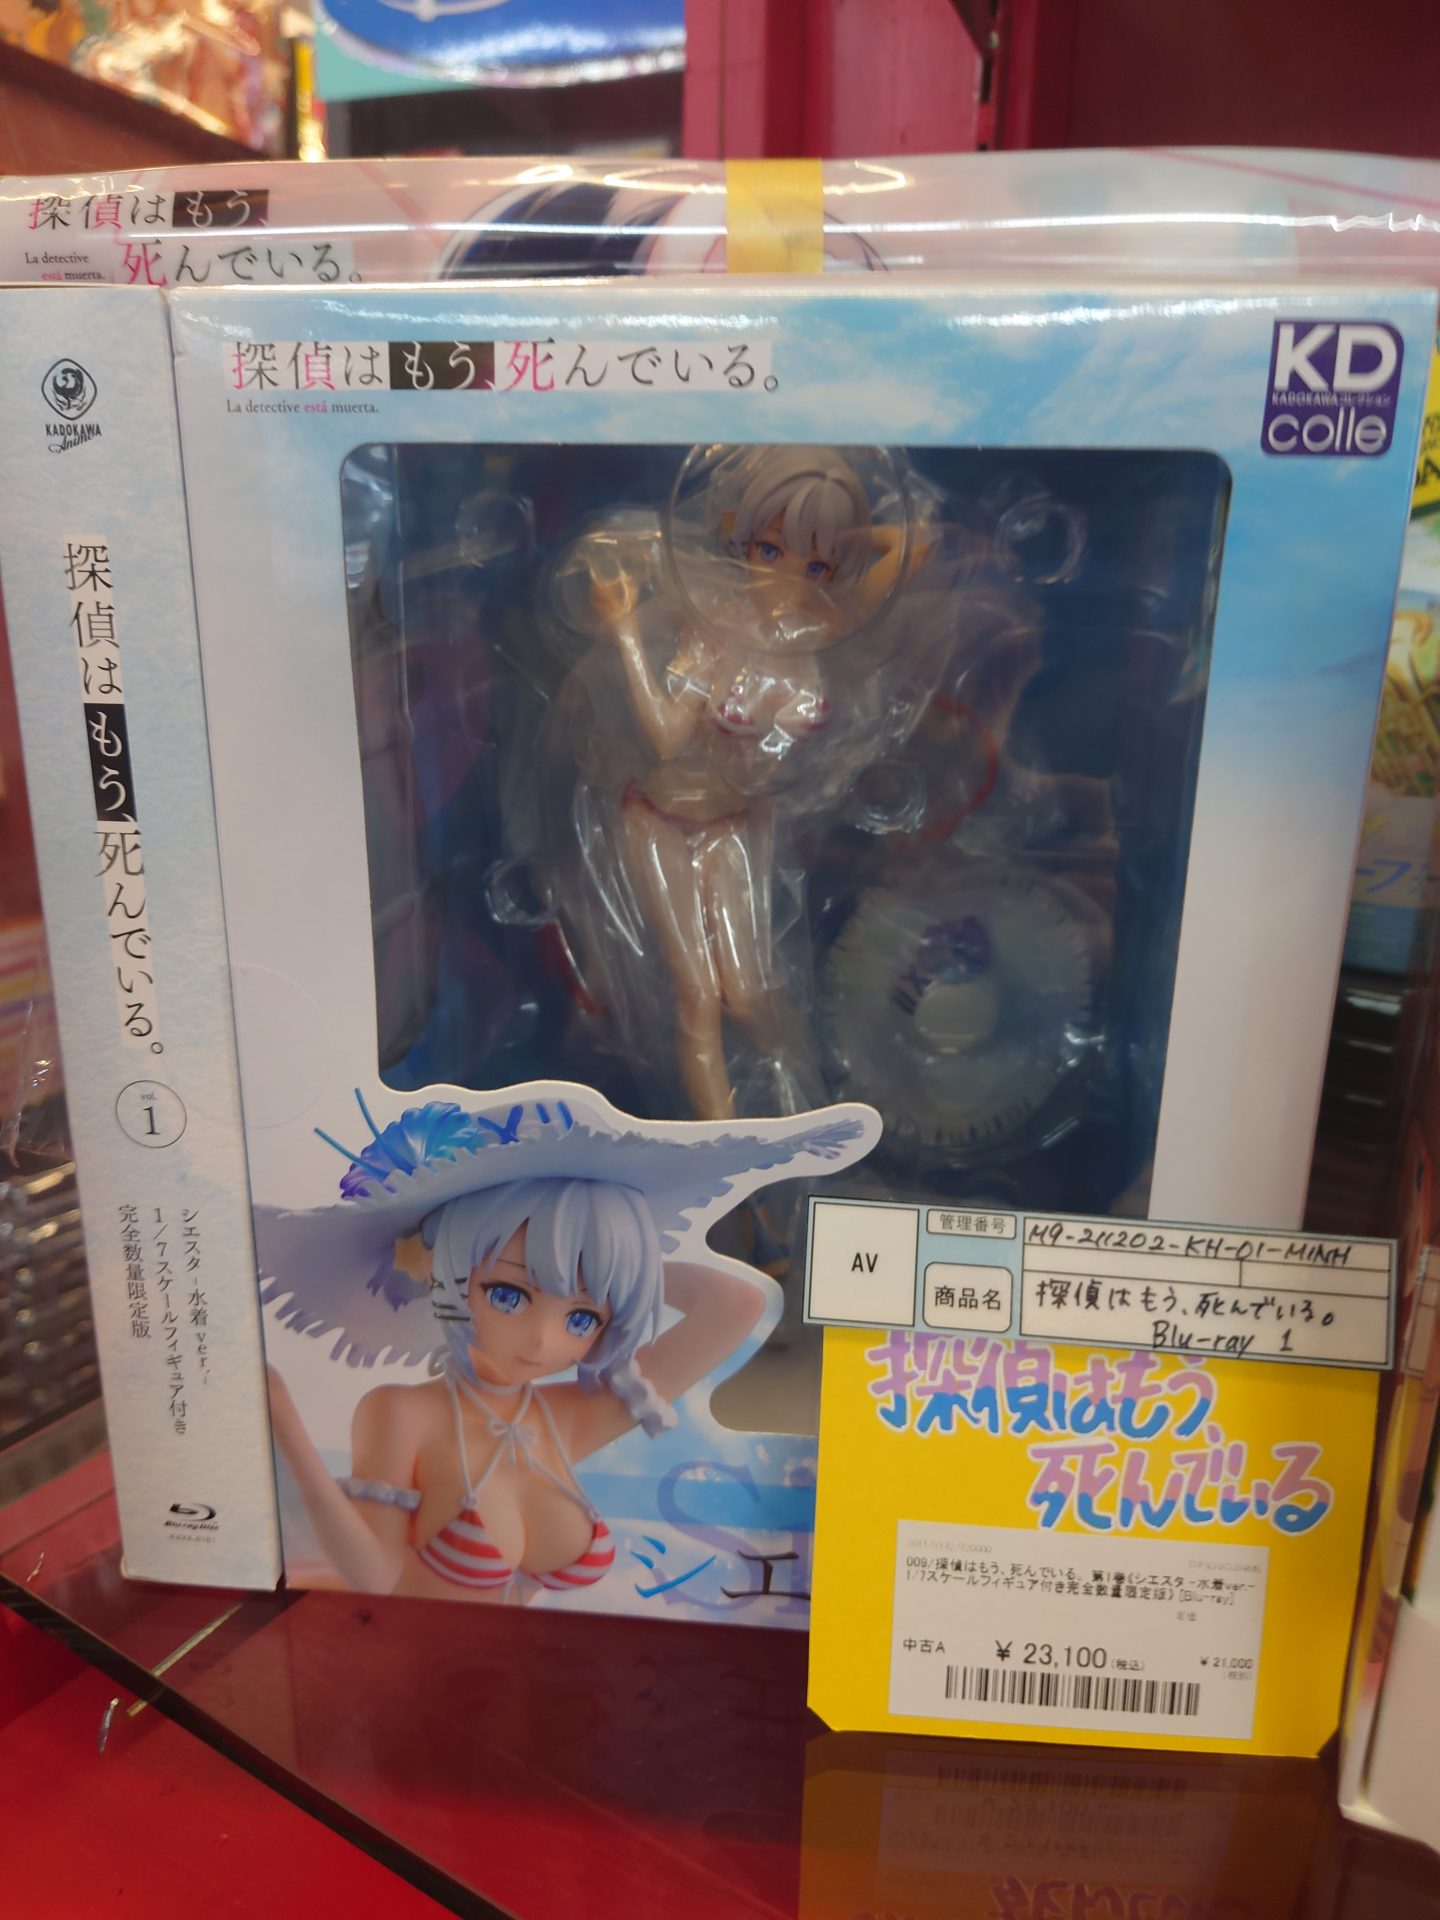 探偵はもう、
死んでいる。
La detective
está muerta.
KADOKAWA
Anime
探偵はもう、死んでいる。
vol.
1
シエスター水着ver.-
1/7スケールフィギュア付き
完全数量限定版
Blu-ray Disc
探偵はもう、死んでいる。
La detective está muerta.
KD
KADOKAWAコレクション
colle
シエ
AV
管理番号
M9-211202-KH-01-MINH
商品名
探偵はもう、死んでいる。
Blu-ray 1
探偵はもう、
死んでいる
009/探偵はもう、死んでいる。 第1巻《シエスター水着ver.-
1/7スケールフィギュア付き完全数量限定版》 [Blu-ray]
定価
中古A
¥ 23,100(税込)
¥ 21,000
(税別)